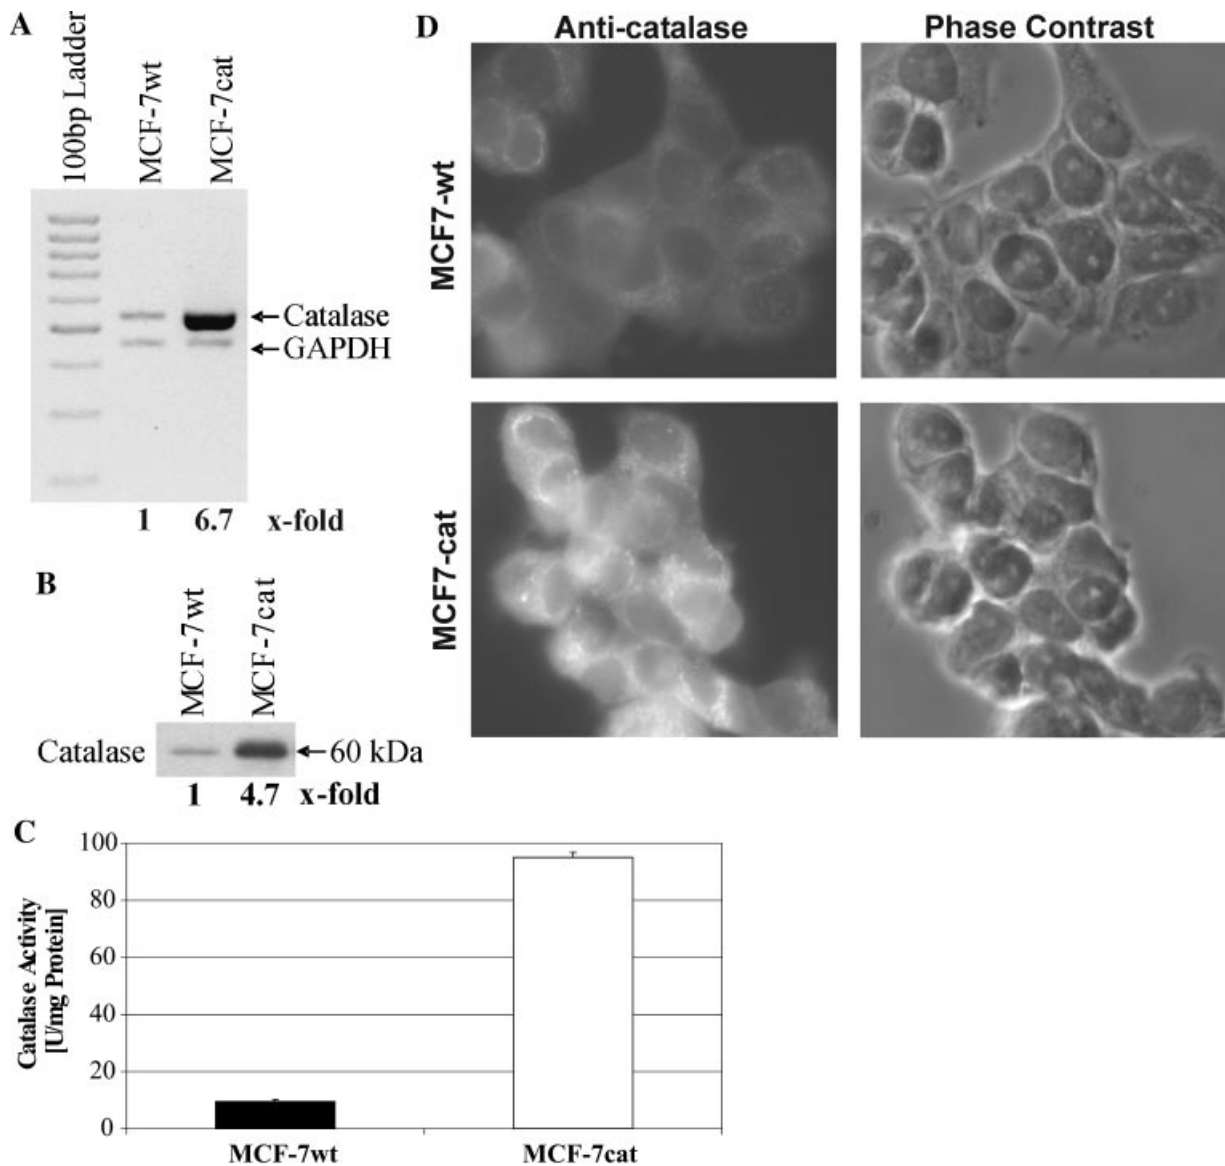 A
100bp Ladder
MCF-7wt
MCF-7cat
Catalase
GAPDH
1 6.7 x-fold
B
MCF-7wt
MCF-7cat
Catalase
60 kDa
1 4.7 x-fold
C
Catalase Activity
[U/mg Protein]
100
80
60
40
20
0
MCF-7wt MCF-7cat
D
Anti-catalase Phase Contrast
MCF7-wt
MCF7-cat